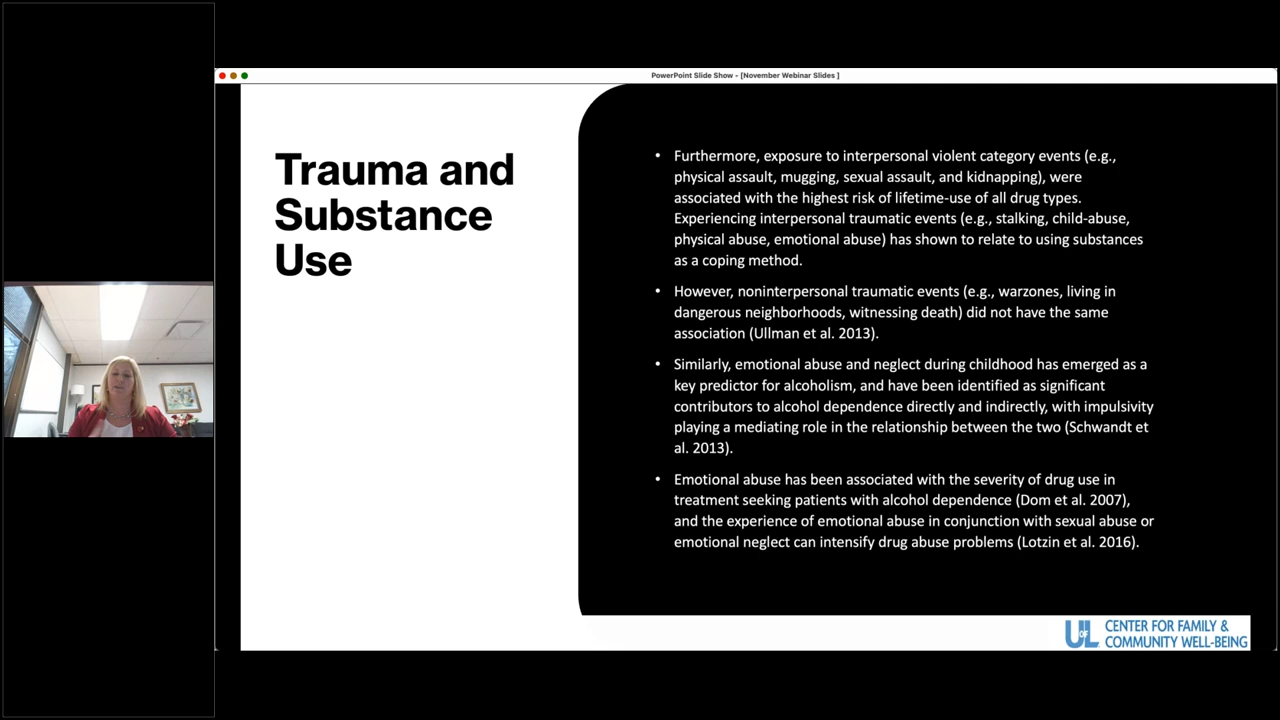 PowerPoint Slide Show - [November Webinar Slides ]
Trauma and
Substance
Use
• Furthermore, exposure to interpersonal violent category events (e.g.,
physical assault, mugging, sexual assault, and kidnapping), were
associated with the highest risk of lifetime-use of all drug types.
Experiencing interpersonal traumatic events (e.g., stalking, child-abuse,
physical abuse, emotional abuse) has shown to relate to using substances
as a coping method.
• However, noninterpersonal traumatic events (e.g., warzones, living in
dangerous neighborhoods, witnessing death) did not have the same
association (Ullman et al. 2013).
• Similarly, emotional abuse and neglect during childhood has emerged as a
key predictor for alcoholism, and have been identified as significant
contributors to alcohol dependence directly and indirectly, with impulsivity
playing a mediating role in the relationship between the two (Schwandt et
al. 2013).
• Emotional abuse has been associated with the severity of drug use in
treatment seeking patients with alcohol dependence (Dom et al. 2007),
and the experience of emotional abuse in conjunction with sexual abuse or
emotional neglect can intensify drug abuse problems (Lotzin et al. 2016).
U OF L CENTER FOR FAMILY &
COMMUNITY WELL-BEING